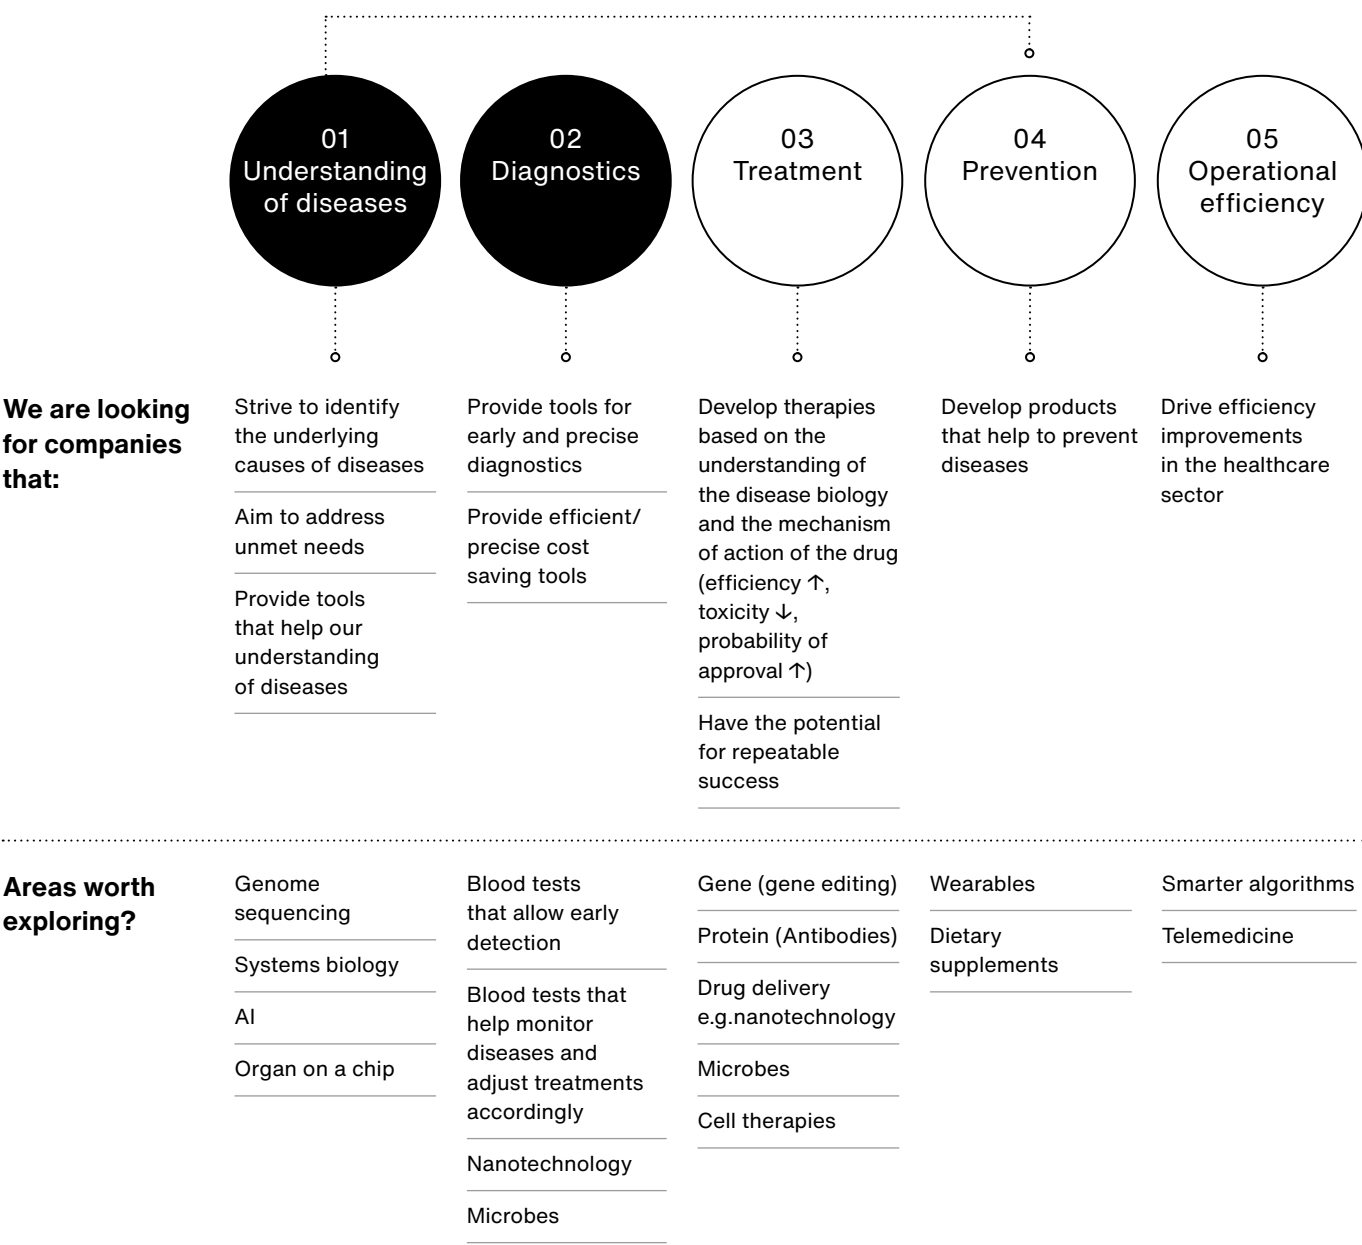 01
Understanding
of diseases
02
Diagnostics
03
Treatment
04
Prevention
05
Operational
efficiency
We are looking
for companies
that:
Strive to identify
the underlying
causes of diseases
Aim to address
unmet needs
Provide tools
that help our
understanding
of diseases
Provide tools for
early and precise
diagnostics
Provide efficient/
precise cost
saving tools
Develop therapies
based on the
understanding of
the disease biology
and the mechanism
of action of the drug
(efficiency ↑,
toxicity ↓,
probability of
approval ↑)
Have the potential
for repeatable
success
Develop products
that help to prevent
diseases
Drive efficiency
improvements
in the healthcare
sector
Areas worth
exploring?
Genome
sequencing
Systems biology
AI
Organ on a chip
Blood tests
that allow early
detection
Blood tests that
help monitor
diseases and
adjust treatments
accordingly
Nanotechnology
Microbes
Gene (gene editing)
Protein (Antibodies)
Drug delivery
e.g.nanotechnology
Microbes
Cell therapies
Wearables
Dietary
supplements
Smarter algorithms
Telemedicine